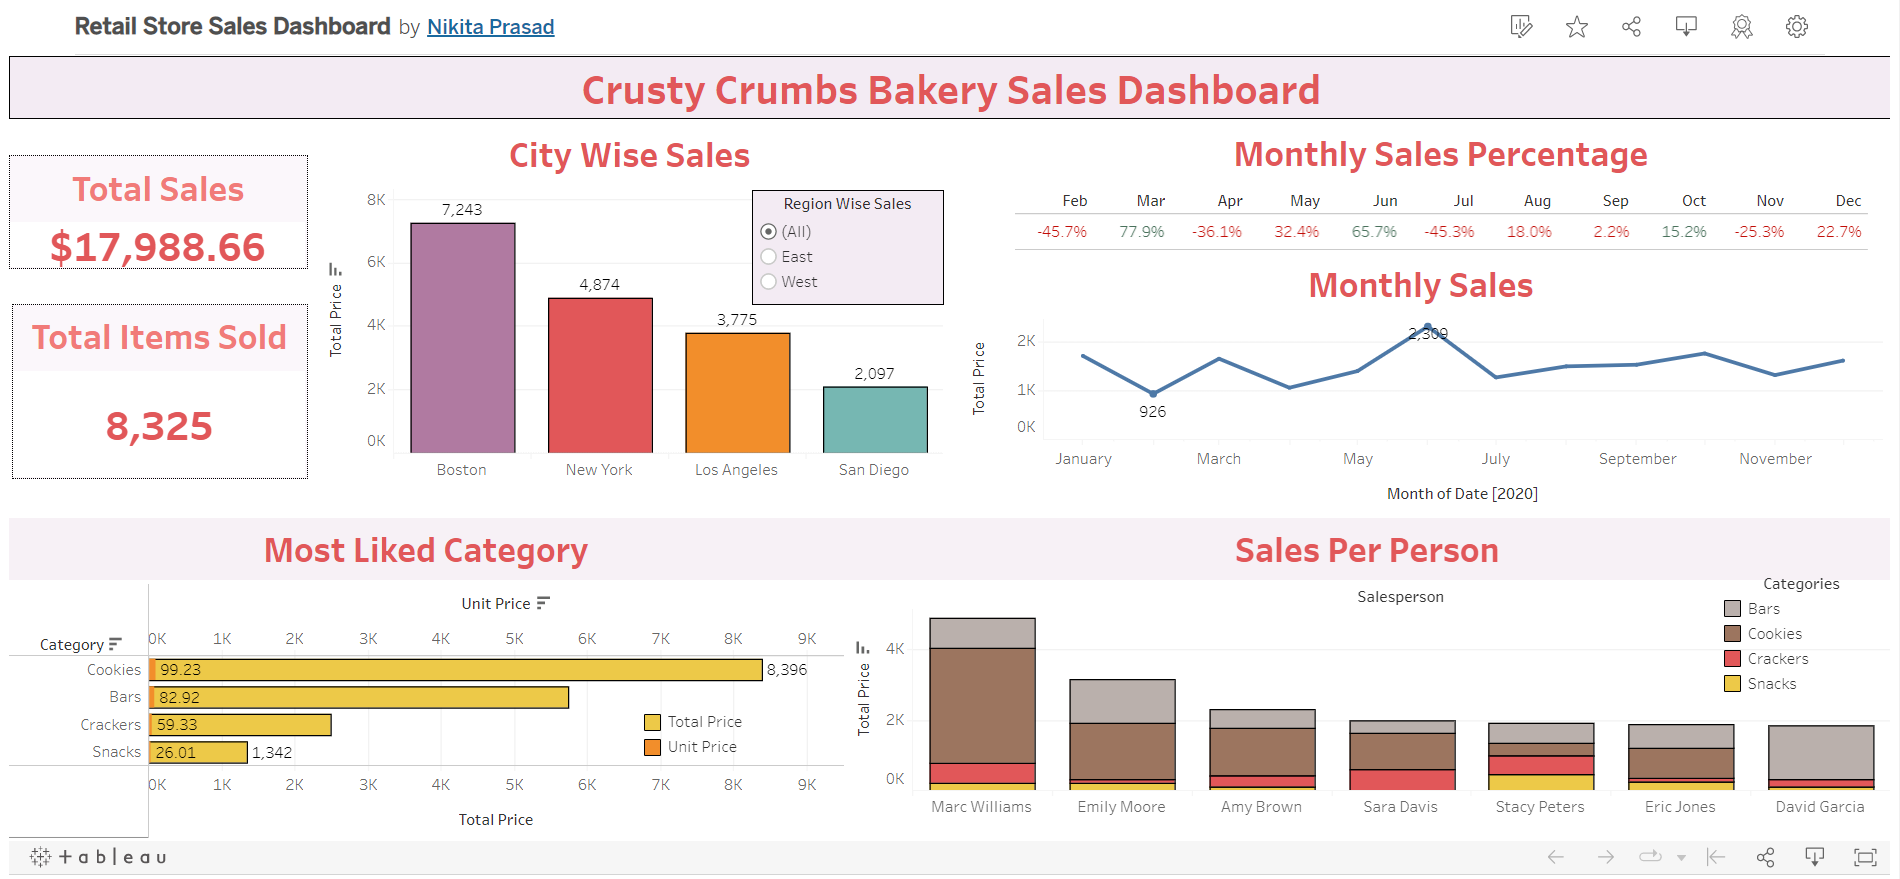 Retail Store Sales Dashboard by Nikita Prasad
Crusty Crumbs Bakery Sales Dashboard
Total Sales
$17,988.66
Total Items Sold
8,325
City Wise Sales
Total Price
8K
6K
4K
2K
0K
7,243
4,874
3,775
2,097
Boston New York Los Angeles San Diego
Region Wise Sales
(All)
East
West
Monthly Sales Percentage
Feb Mar Apr May Jun Jul Aug Sep Oct Nov Dec
-45.7% 77.9% -36.1% 32.4% 65.7% -45.3% 18.0% 2.2% 15.2% -25.3% 22.7%
Monthly Sales
Total Price
2K
1K
0K
2,309
926
January March May July September November
Month of Date [2020]
Most Liked Category
Unit Price
Category
0K 1K 2K 3K 4K 5K 6K 7K 8K 9K
Cookies 99.23 8,396
Bars 82.92
Crackers 59.33
Snacks 26.01 1,342
Total Price
Unit Price
0K 1K 2K 3K 4K 5K 6K 7K 8K 9K
Total Price
Sales Per Person
Salesperson
Categories
Bars
Cookies
Crackers
Snacks
Total Price
4K
2K
0K
Marc Williams Emily Moore Amy Brown Sara Davis Stacy Peters Eric Jones David Garcia
tableau